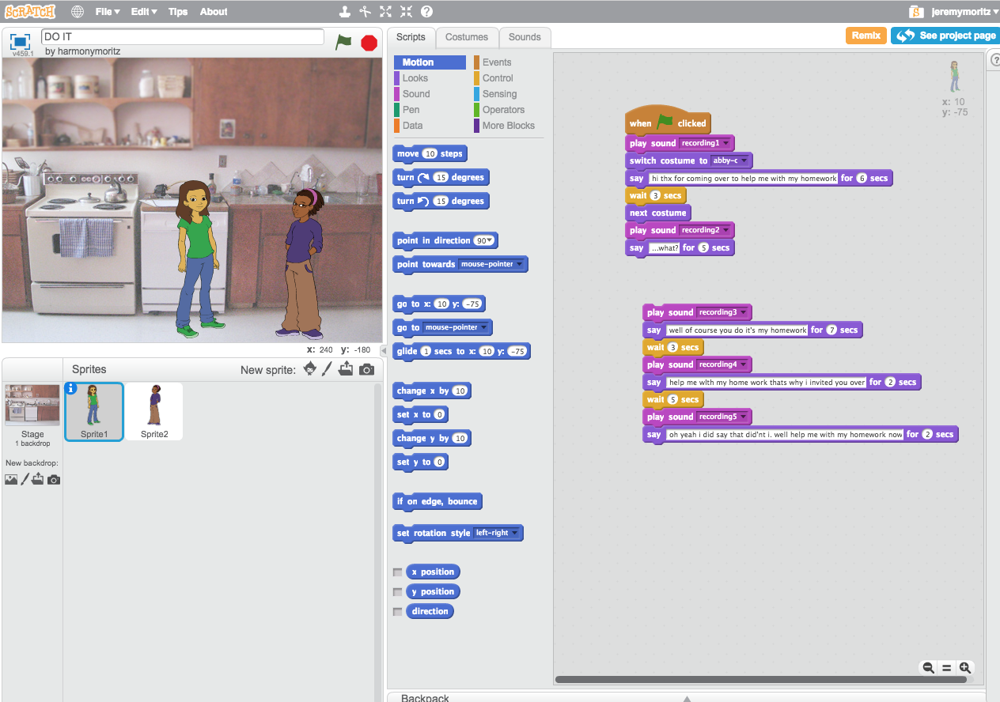 SCRATCH File Edit Tips About jeremymoritz
v459.1 DO IT
by harmonymoritz
Scripts Costumes Sounds Remix See project page
Motion Events
Looks Control
Sound Sensing
Pen Operators
Data More Blocks
move 10 steps
turn 15 degrees
turn 15 degrees
point in direction 90
point towards mouse-pointer
go to x: 10 y: -75
go to mouse-pointer
glide 1 secs to x: 10 y: -75
change x by 10
set x to 0
change y by 10
set y to 0
if on edge, bounce
set rotation style left-right
x position
y position
direction
x: 10
y: -75
when clicked
play sound recording1
switch costume to abby-c
say hi thx for coming over to help me with my homework for 6 secs
wait 3 secs
next costume
play sound recording2
say ...what? for 5 secs
play sound recording3
say well of course you do it's my homework for 7 secs
wait 3 secs
play sound recording4
say help me with my home work thats why i invited you over for 2 secs
wait 5 secs
play sound recording5
say oh yeah i did say that did'nt i. well help me with my homework now for 2 secs
x: 240 y: -180
Sprites New sprite:
Stage
1 backdrop
New backdrop:
Sprite1 Sprite2
Backpack